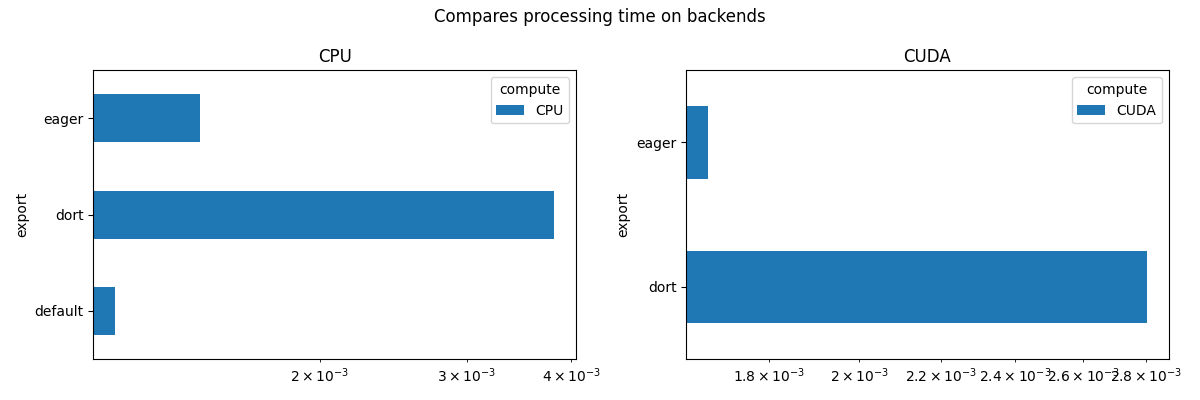 Compares processing time on backends
CPU
compute
CPU
eager
dort
default
export
2 × 10⁻³
3 × 10⁻³
4 × 10⁻³
CUDA
compute
CUDA
eager
dort
export
1.8 × 10⁻³
2 × 10⁻³
2.2 × 10⁻³
2.4 × 10⁻³
2.6 × 10⁻³
2.8 × 10⁻³